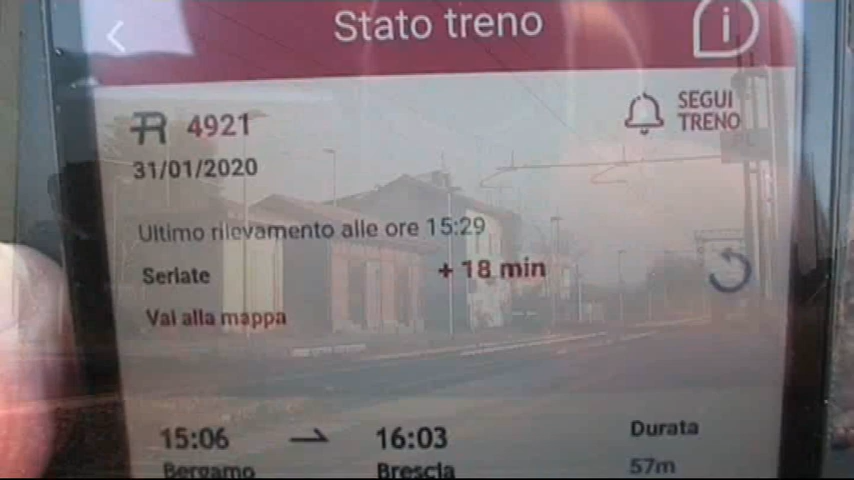 Stato treno
i
R 4921
SEGUI
TRENO
31/01/2020
Ultimo rilevamento alle ore 15:29
Seriate + 18 min
Vai alla mappa
15:06 16:03 Durata
Bergamo Brescia 57m